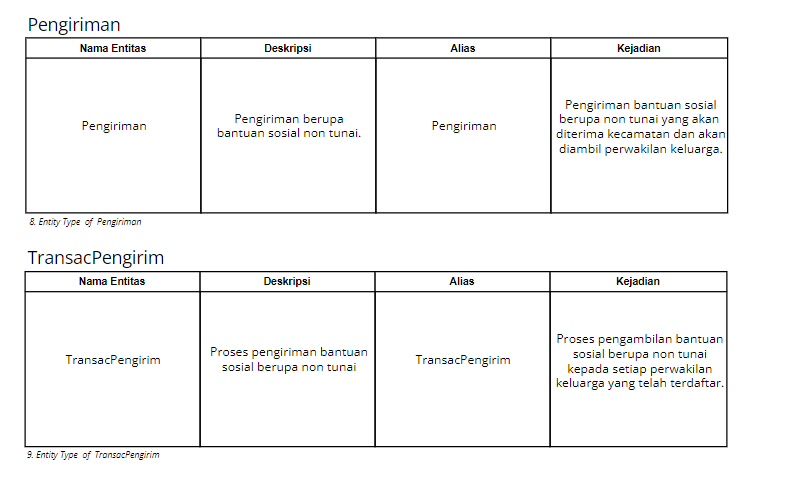 Pengiriman
Nama Entitas Deskripsi Alias Kejadian
Pengiriman
Pengiriman berupa
bantuan sosial non tunai.
Pengiriman
Pengiriman bantuan sosial
berupa non tunai yang akan
diterima kecamatan dan akan
diambil perwakilan keluarga.
8. Entity Type of Pengiriman
TransacPengirim
Nama Entitas Deskripsi Alias Kejadian
TransacPengirim
Proses pengiriman bantuan
sosial berupa non tunai
TransacPengirim
Proses pengambilan bantuan
sosial berupa non tunai
kepada setiap perwakilan
keluarga yang telah terdaftar.
9. Entity Type of TransacPengirim